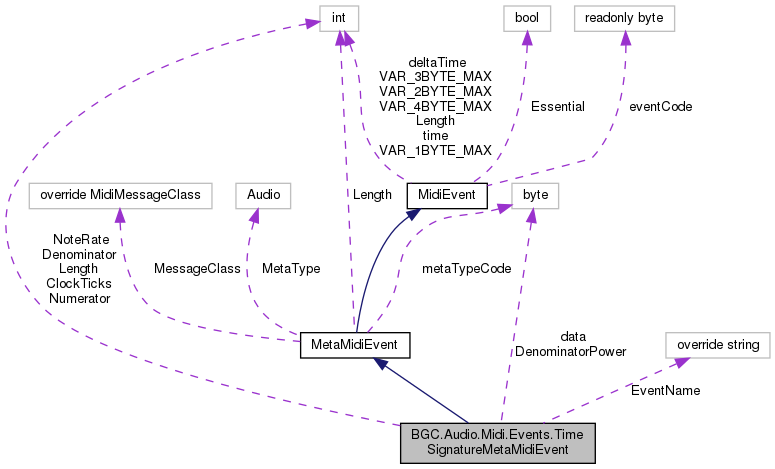 int
bool
readonly byte
deltaTime
VAR_3BYTE_MAX
VAR_2BYTE_MAX
VAR_4BYTE_MAX
Length
time
VAR_1BYTE_MAX
Essential
eventCode
override MidiMessageClass
Audio
Length
MidiEvent
byte
NoteRate
Denominator
Length
ClockTicks
Numerator
MessageClass
MetaType
metaTypeCode
MetaMidiEvent
data
DenominatorPower
override string
EventName
BGC.Audio.Midi.Events.Time
SignatureMetaMidiEvent